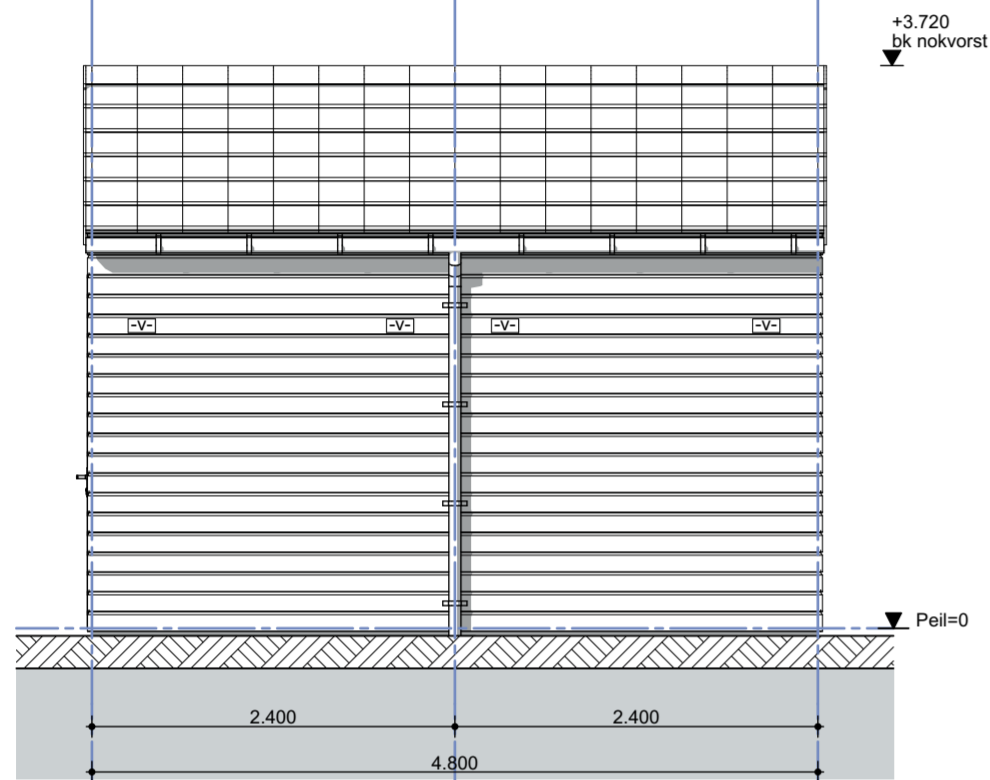 +3.720
bk nokvorst
-V- -V- -V- -V-
Peil=0
2.400 2.400
4.800